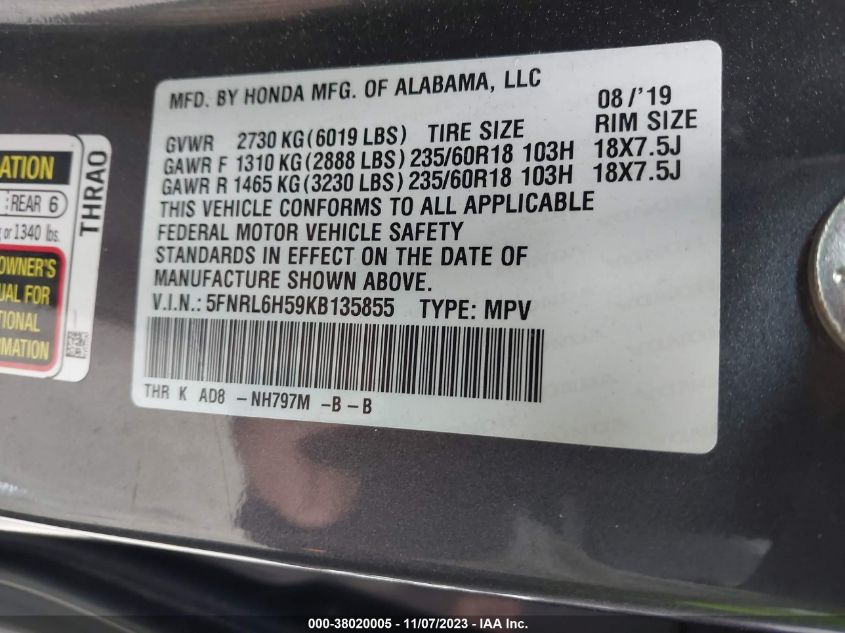 MFD. BY HONDA MFG. OF ALABAMA, LLC
08/'19
GVWR 2730 KG (6019 LBS) TIRE SIZE RIM SIZE
GAWR F 1310 KG (2888 LBS) 235/60R18 103H 18X7.5J
GAWR R 1465 KG (3230 LBS) 235/60R18 103H 18X7.5J
THIS VEHICLE CONFORMS TO ALL APPLICABLE
FEDERAL MOTOR VEHICLE SAFETY
STANDARDS IN EFFECT ON THE DATE OF
MANUFACTURE SHOWN ABOVE.
V.I.N.: 5FNRL6H59KB135855 TYPE: MPV
THR K AD8 -NH797M -B-B
ATION
REAR 6
or 1340 lbs.
OWNER'S
UAL FOR
TIONAL
RMATION
THRAO
000-38020005 - 11/07/2023 - IAA Inc.